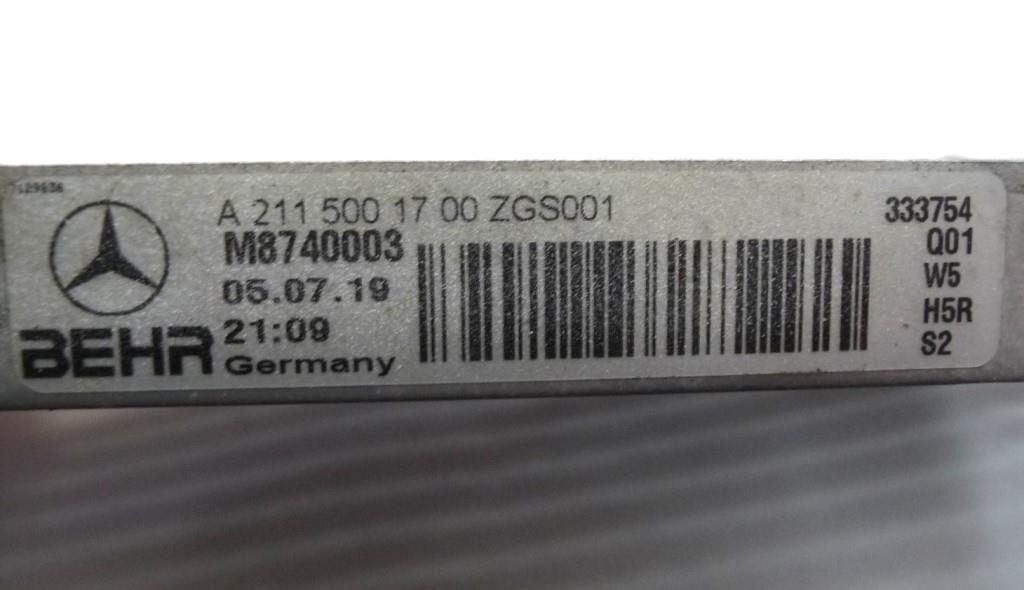 A 211 500 17 00 ZGS001
M8740003
05.07.19
21:09
Germany
BEHR
333754
Q01
W5
H5R
S2